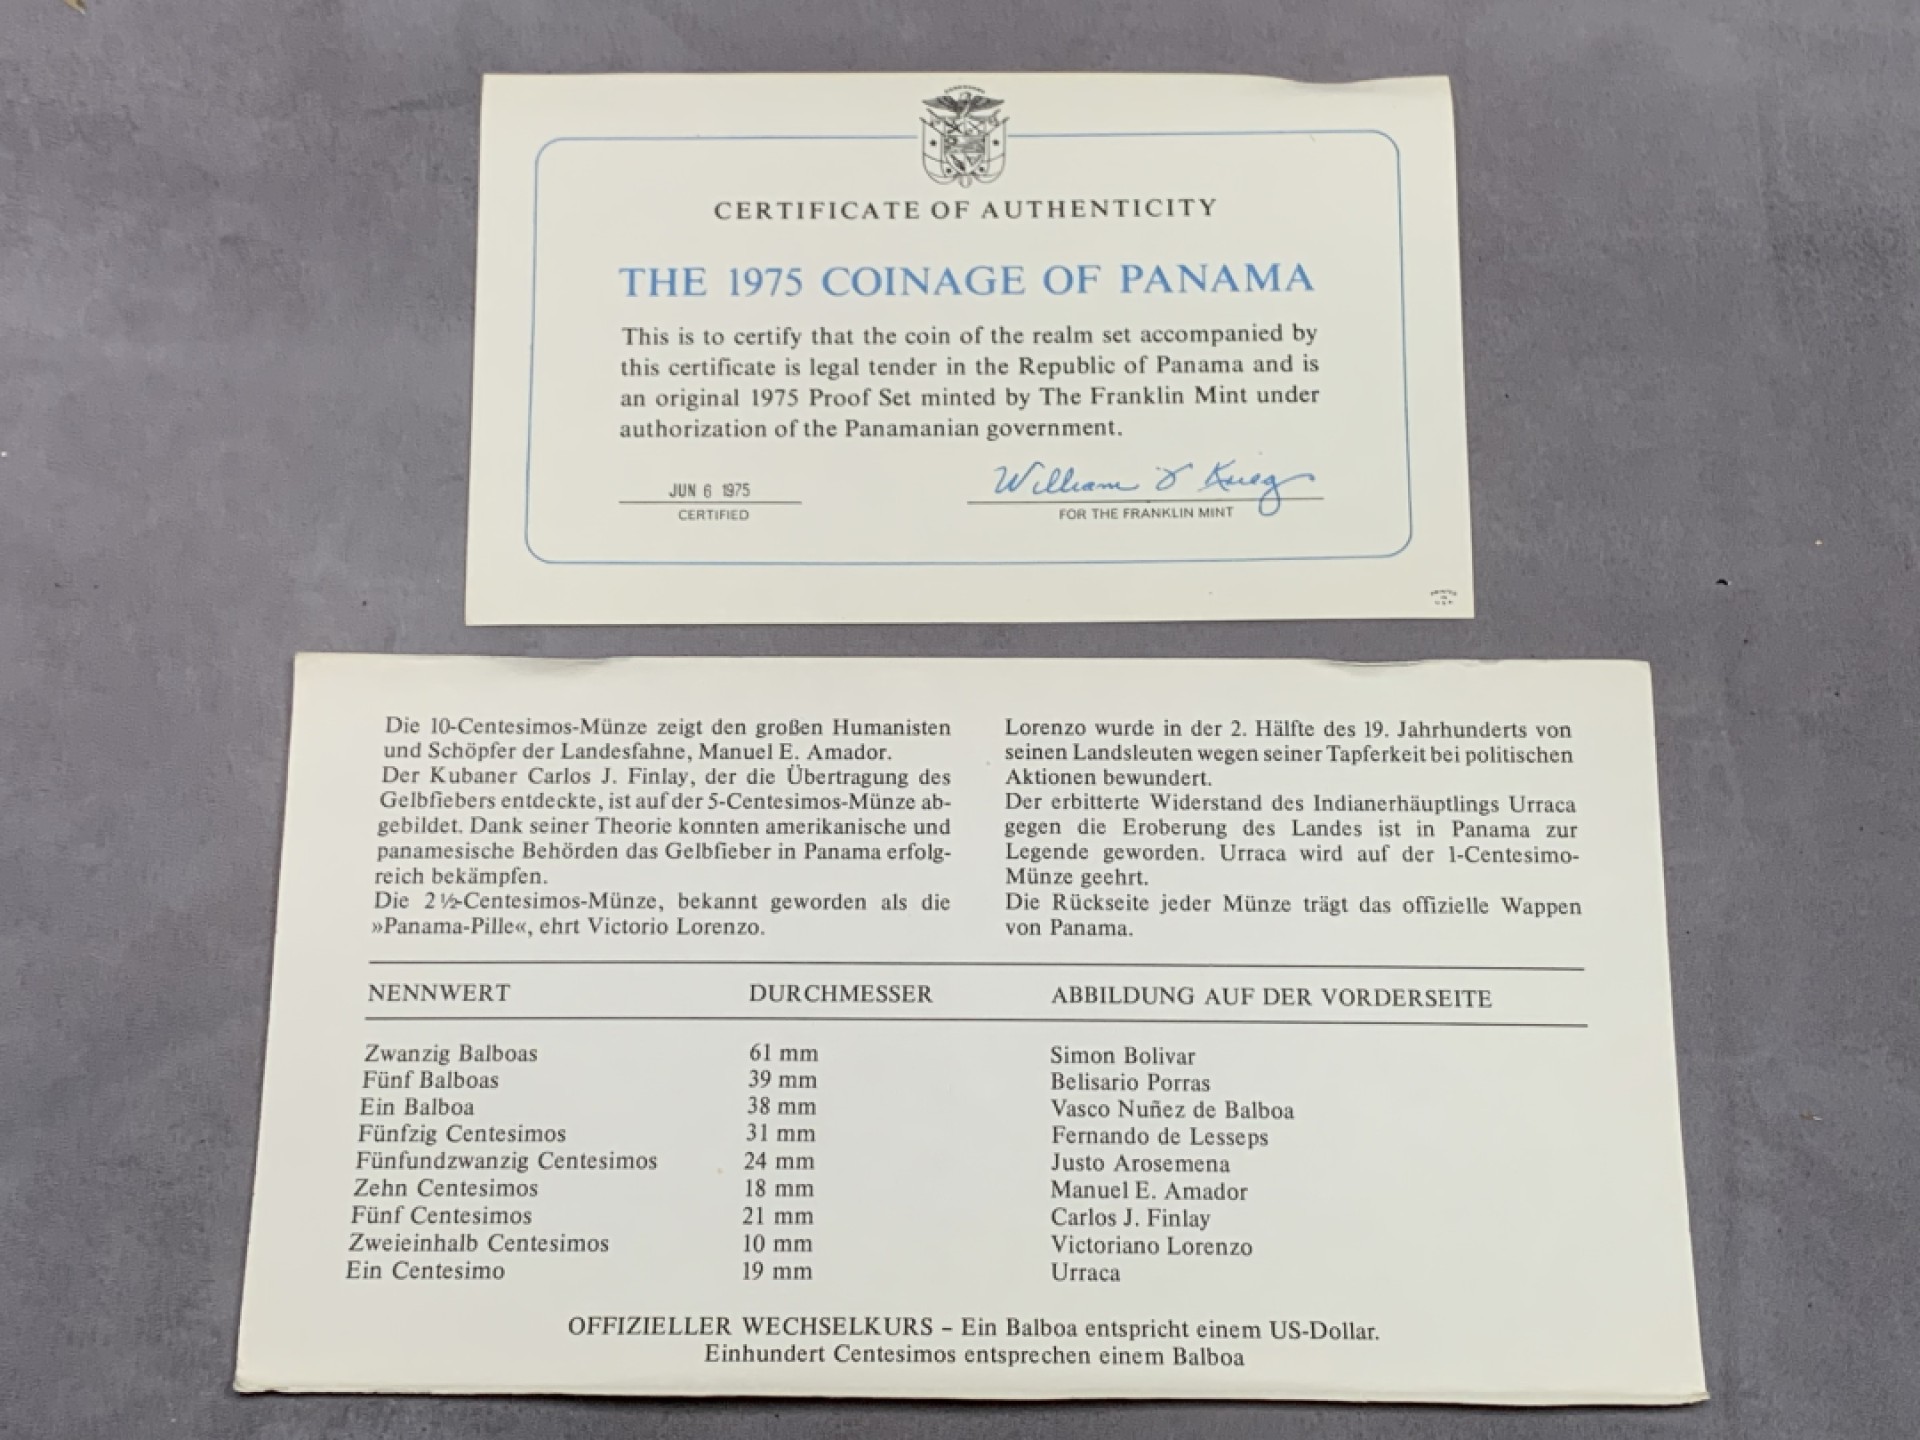 CERTIFICATE OF AUTHENTICITY
THE 1975 COINAGE OF PANAMA
This is to certify that the coin of the realm set accompanied by
this certificate is legal tender in the Republic of Panama and is
an original 1975 Proof Set minted by The Franklin Mint under
authorization of the Panamanian government.
JUN 6 1975
CERTIFIED
William T Krieg
FOR THE FRANKLIN MINT
PRINTED
IN
U.S.A.
Die 10-Centesimos-Münze zeigt den großen Humanisten
und Schöpfer der Landesfahne, Manuel E. Amador.
Der Kubaner Carlos J. Finlay, der die Übertragung des
Gelbfiebers entdeckte, ist auf der 5-Centesimos-Münze ab-
gebildet. Dank seiner Theorie konnten amerikanische und
panamesische Behörden das Gelbfieber in Panama erfolg-
reich bekämpfen.
Die 2½-Centesimos-Münze, bekannt geworden als die
»Panama-Pille«, ehrt Victorio Lorenzo.
Lorenzo wurde in der 2. Hälfte des 19. Jahrhunderts von
seinen Landsleuten wegen seiner Tapferkeit bei politischen
Aktionen bewundert.
Der erbitterte Widerstand des Indianerhäuptlings Urraca
gegen die Eroberung des Landes ist in Panama zur
Legende geworden. Urraca wird auf der 1-Centesimo-
Münze geehrt.
Die Rückseite jeder Münze trägt das offizielle Wappen
von Panama.
NENNWERT DURCHMESSER ABBILDUNG AUF DER VORDERSEITE
Zwanzig Balboas 61 mm Simon Bolivar
Fünf Balboas 39 mm Belisario Porras
Ein Balboa 38 mm Vasco Nuñez de Balboa
Fünfzig Centesimos 31 mm Fernando de Lesseps
Fünfundzwanzig Centesimos 24 mm Justo Arosemena
Zehn Centesimos 18 mm Manuel E. Amador
Fünf Centesimos 21 mm Carlos J. Finlay
Zweieinhalb Centesimos 10 mm Victoriano Lorenzo
Ein Centesimo 19 mm Urraca
OFFIZIELLER WECHSELKURS – Ein Balboa entspricht einem US-Dollar.
Einhundert Centesimos entsprechen einem Balboa